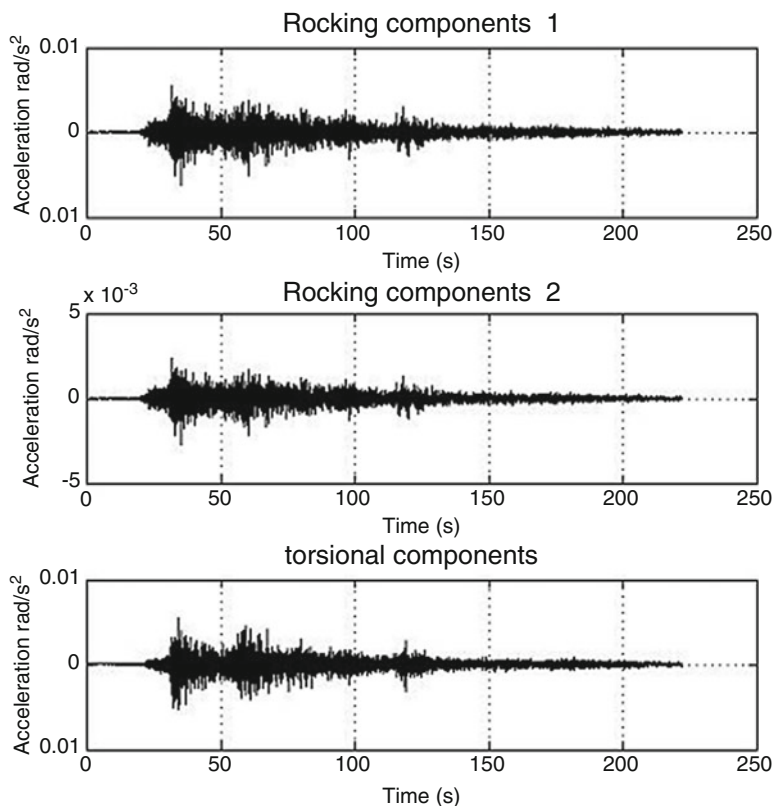 Rocking components 1
Acceleration rad/s²
0.01
0
0.01
0 50 100 150 200 250
Time (s)
Rocking components 2
5 x 10⁻³
Acceleration rad/s²
0
-5
0 50 100 150 200 250
Time (s)
torsional components
Acceleration rad/s²
0.01
0
0.01
0 50 100 150 200 250
Time (s)